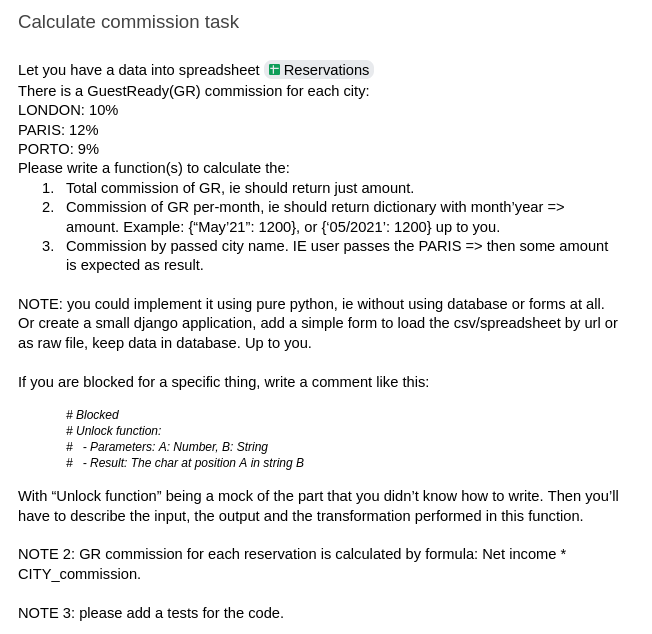 Calculate commission task
Let you have a data into spreadsheet Reservations
There is a GuestReady(GR) commission for each city:
LONDON: 10%
PARIS: 12%
PORTO: 9%
Please write a function(s) to calculate the:
1. Total commission of GR, ie should return just amount.
2. Commission of GR per-month, ie should return dictionary with month'year =>
amount. Example: {“May’21”: 1200}, or {‘05/2021’: 1200} up to you.
3. Commission by passed city name. IE user passes the PARIS => then some amount
is expected as result.
NOTE: you could implement it using pure python, ie without using database or forms at all.
Or create a small django application, add a simple form to load the csv/spreadsheet by url or
as raw file, keep data in database. Up to you.
If you are blocked for a specific thing, write a comment like this:
# Blocked
# Unlock function:
# - Parameters: A: Number, B: String
# - Result: The char at position A in string B
With “Unlock function” being a mock of the part that you didn’t know how to write. Then you’ll
have to describe the input, the output and the transformation performed in this function.
NOTE 2: GR commission for each reservation is calculated by formula: Net income *
CITY_commission.
NOTE 3: please add a tests for the code.